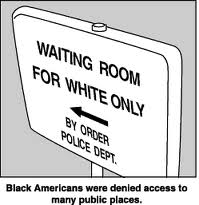 WAITING ROOM
FOR WHITE ONLY
BY ORDER
POLICE DEPT.
Black Americans were denied access to
many public places.